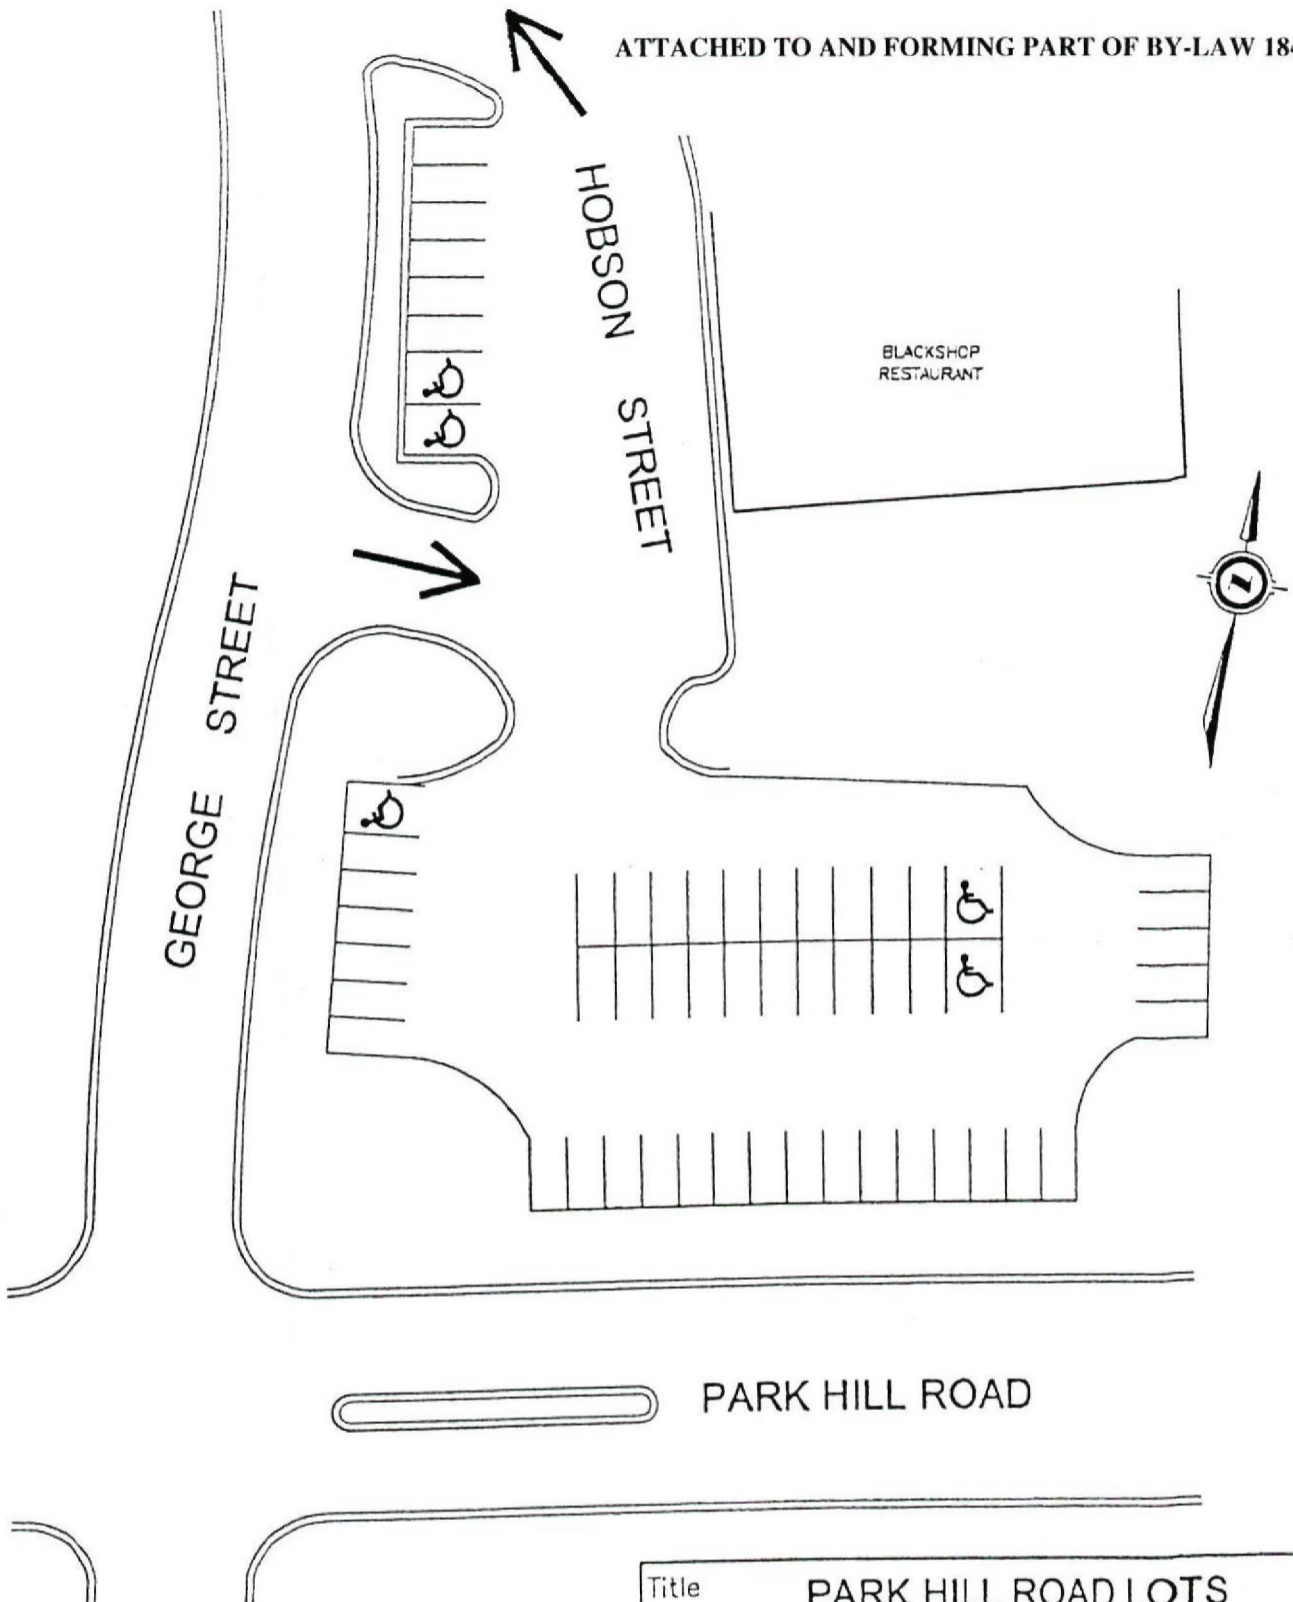 ATTACHED TO AND FORMING PART OF BY-LAW 184
HOBSON STREET
BLACKSHOP
RESTAURANT
GEORGE STREET
PARK HILL ROAD
Title
PARK HILL ROAD LOTS